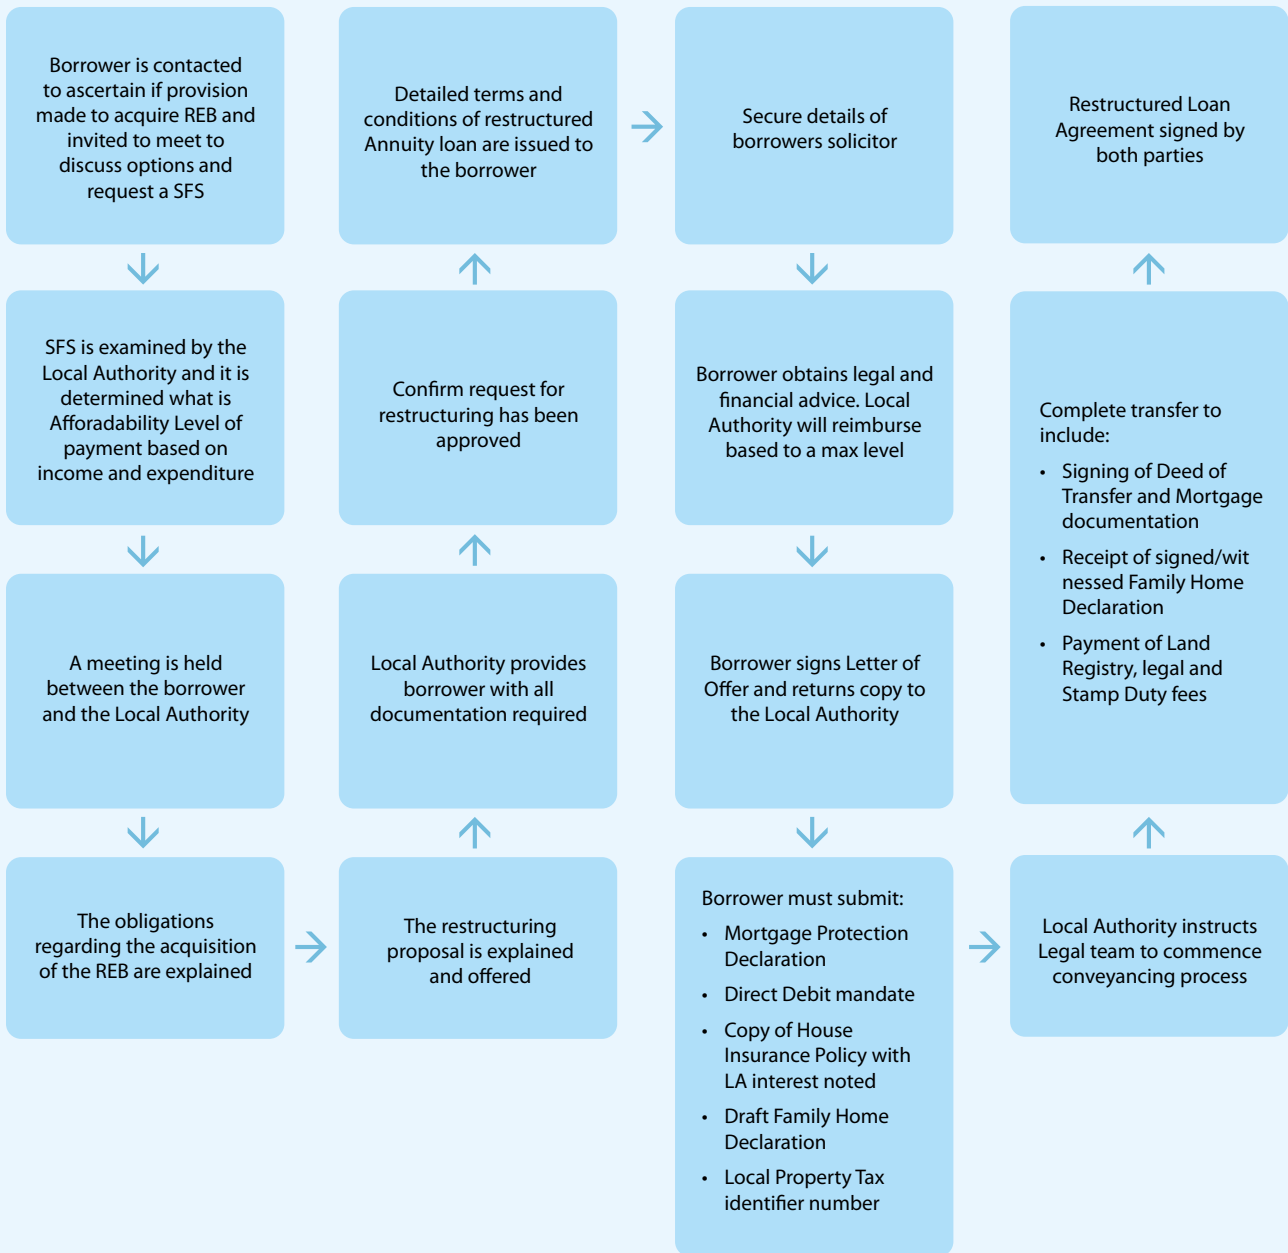 Borrower is contacted
to ascertain if provision
made to acquire REB and
invited to meet to
discuss options and
request a SFS
SFS is examined by the
Local Authority and it is
determined what is
Afforadability Level of
payment based on
income and expenditure
A meeting is held
between the borrower
and the Local Authority
The obligations
regarding the acquisition
of the REB are explained
The restructuring
proposal is explained
and offered
Local Authority provides
borrower with all
documentation required
Confirm request for
restructuring has been
approved
Detailed terms and
conditions of restructured
Annuity loan are issued to
the borrower
Secure details of
borrowers solicitor
Borrower obtains legal and
financial advice. Local
Authority will reimburse
based to a max level
Borrower signs Letter of
Offer and returns copy to
the Local Authority
Borrower must submit:
• Mortgage Protection
Declaration
• Direct Debit mandate
• Copy of House
Insurance Policy with
LA interest noted
• Draft Family Home
Declaration
• Local Property Tax
identifier number
Local Authority instructs
Legal team to commence
conveyancing process
Complete transfer to
include:
• Signing of Deed of
Transfer and Mortgage
documentation
• Receipt of signed/wit
nessed Family Home
Declaration
• Payment of Land
Registry, legal and
Stamp Duty fees
Restructured Loan
Agreement signed by
both parties